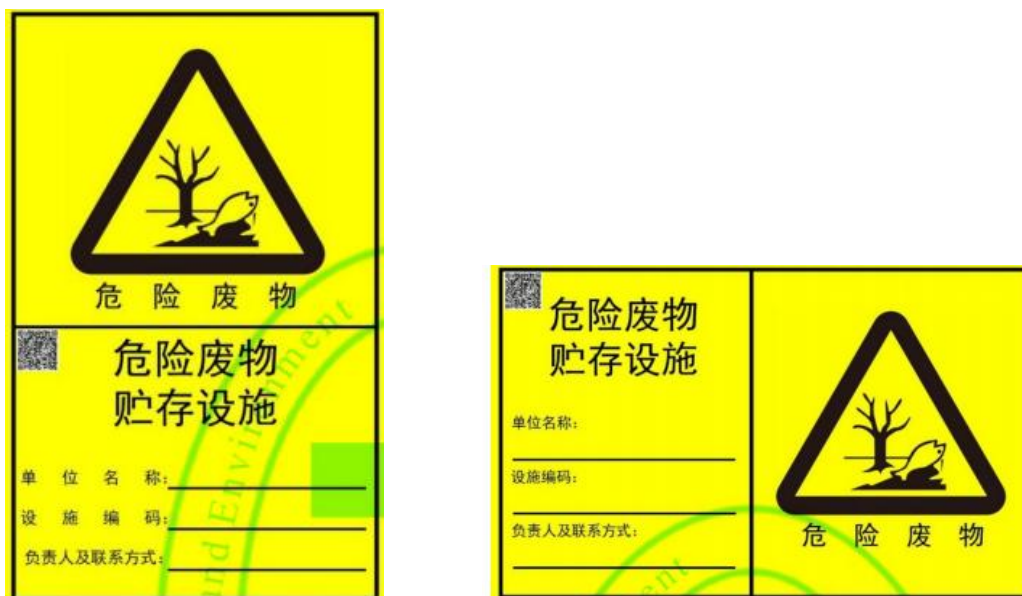 危险废物
危险废物
贮存设施
单位名称:
设施编码:
负责人及联系方式:
and Environment
危险废物
贮存设施
单位名称:
设施编码:
负责人及联系方式:
危险废物